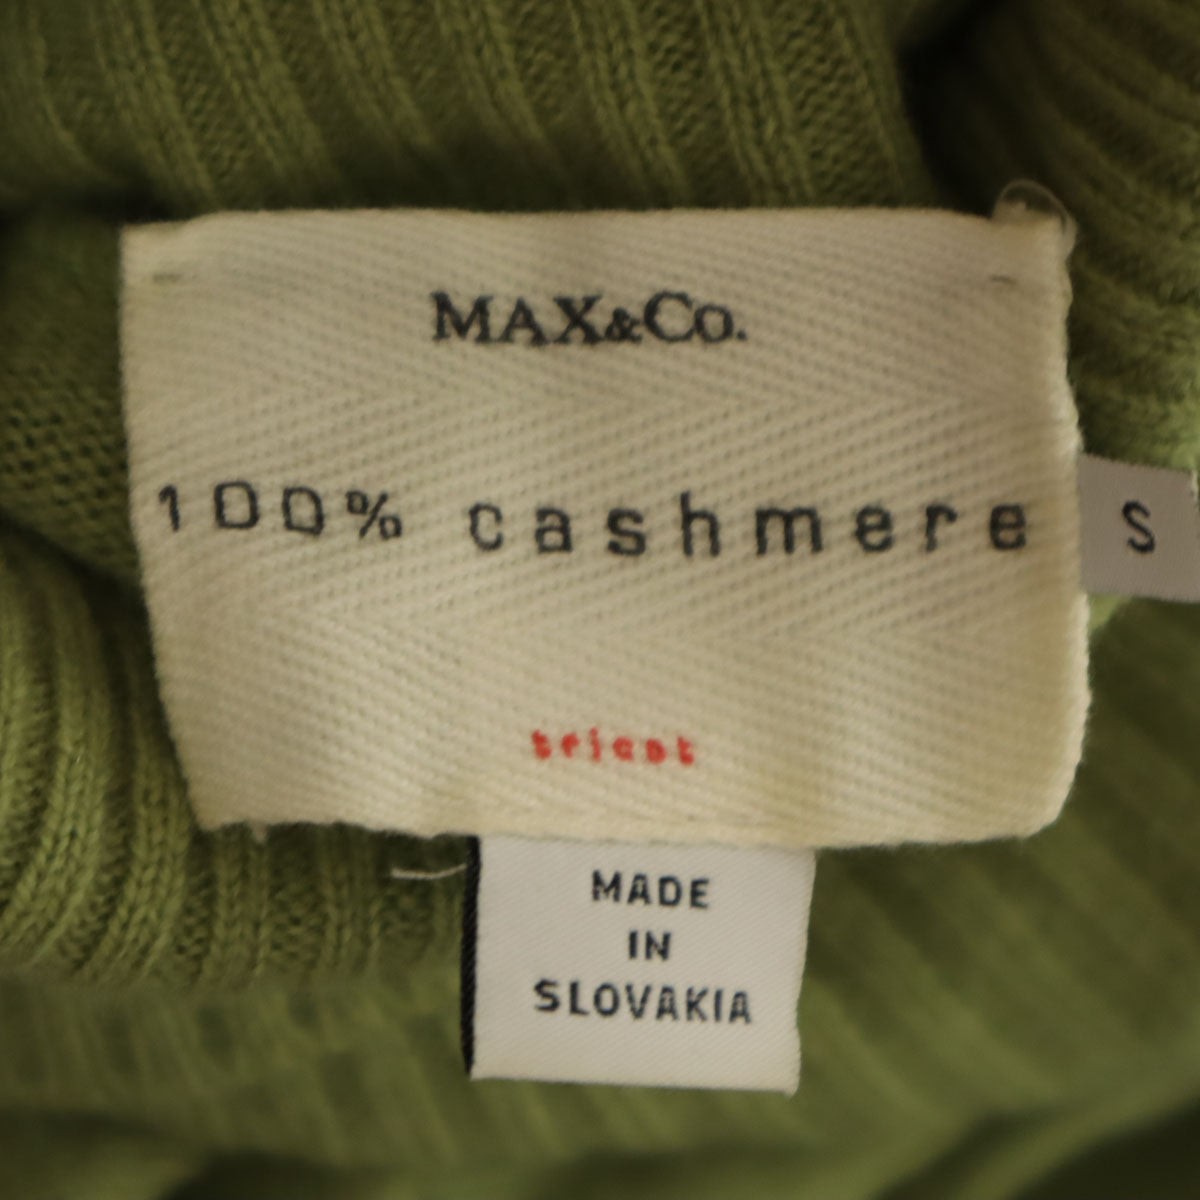 MAX&Co.
100% cashmere
S
tricot
MADE
IN
SLOVAKIA